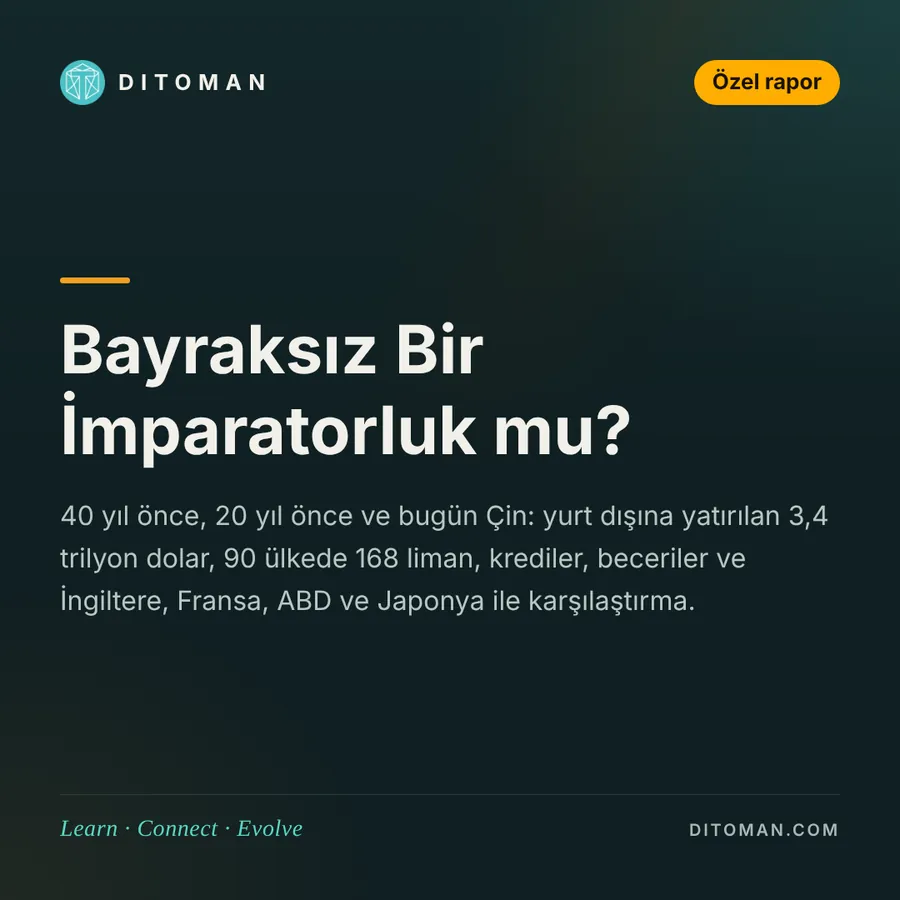 DITOMAN
Özel rapor
Bayraksız Bir
İmparatorluk mu?
40 yıl önce, 20 yıl önce ve bugün Çin: yurt dışına yatırılan 3,4
trilyon dolar, 90 ülkede 168 liman, krediler, beceriler ve
İngiltere, Fransa, ABD ve Japonya ile karşılaştırma.
Learn · Connect · Evolve
DITOMAN.COM